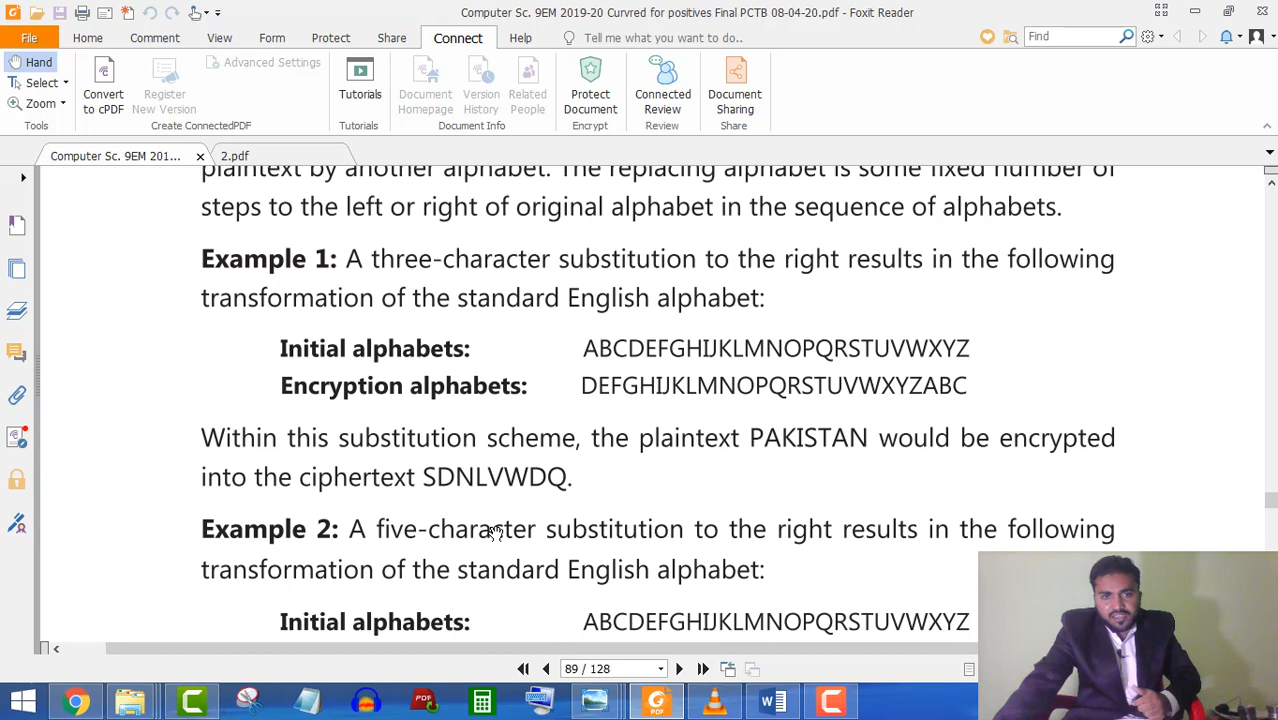 Computer Sc. 9EM 2019-20 Curvred for positives Final PCTB 08-04-20.pdf - Foxit Reader
File Home Comment View Form Protect Share Connect Help Tell me what you want to do.. Find
Hand
Select
Zoom
Tools
Convert to cPDF
Register New Version
Advanced Settings
Create ConnectedPDF
Tutorials
Tutorials
Document Homepage
Version History
Related People
Document Info
Protect Document
Encrypt
Connected Review
Review
Document Sharing
Share
Computer Sc. 9EM 201... 2.pdf
plaintext by another alphabet. The replacing alphabet is some fixed number of
steps to the left or right of original alphabet in the sequence of alphabets.
Example 1: A three-character substitution to the right results in the following
transformation of the standard English alphabet:
Initial alphabets: ABCDEFGHIJKLMNOPQRSTUVWXYZ
Encryption alphabets: DEFGHIJKLMNOPQRSTUVWXYZABC
Within this substitution scheme, the plaintext PAKISTAN would be encrypted
into the ciphertext SDNLVWDQ.
Example 2: A five-character substitution to the right results in the following
transformation of the standard English alphabet:
Initial alphabets: ABCDEFGHIJKLMNOPQRSTUVWXYZ
89 / 128